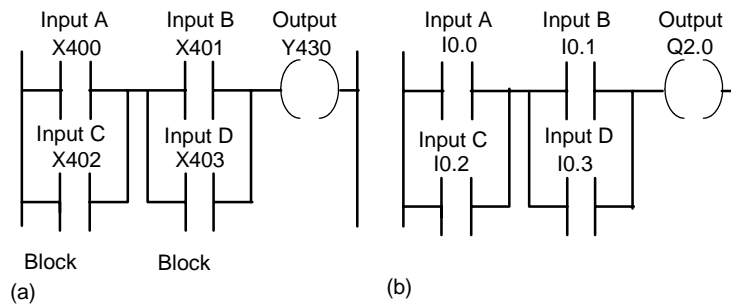 Input A Input B Output
X400 X401 Y430
Input C Input D
X402 X403
Block Block
(a)
Input A Input B Output
I0.0 I0.1 Q2.0
Input C Input D
I0.2 I0.3
(b)